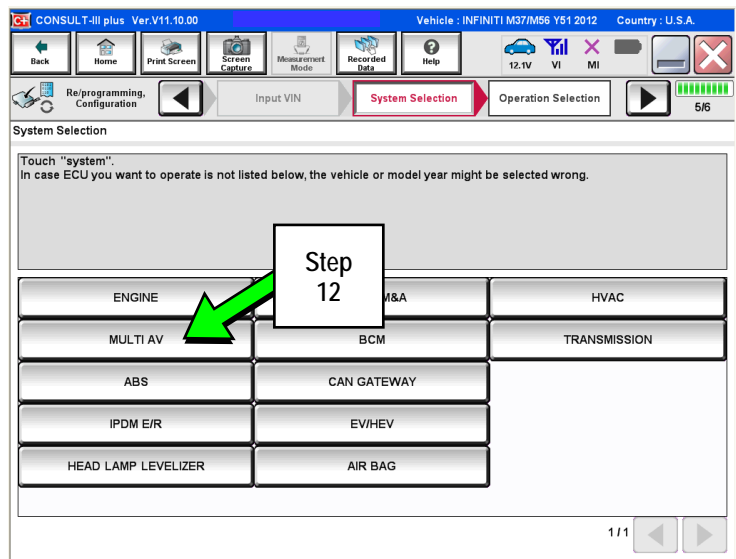 CONSULT-III plus Ver.V11.10.00
Vehicle : INFINITI M37/M56 Y51 2012
Country : U.S.A.
Back
Home
Print Screen
Screen
Capture
Measurement
Mode
Recorded
Data
Help
12.1V
VI
MI
Re/programming,
Configuration
Input VIN
System Selection
Operation Selection
5/6
System Selection
Touch "system".
In case ECU you want to operate is not listed below, the vehicle or model year might be selected wrong.
Step
12
ENGINE
M&A
HVAC
MULTI AV
BCM
TRANSMISSION
ABS
CAN GATEWAY
IPDM E/R
EV/HEV
HEAD LAMP LEVELIZER
AIR BAG
1/1